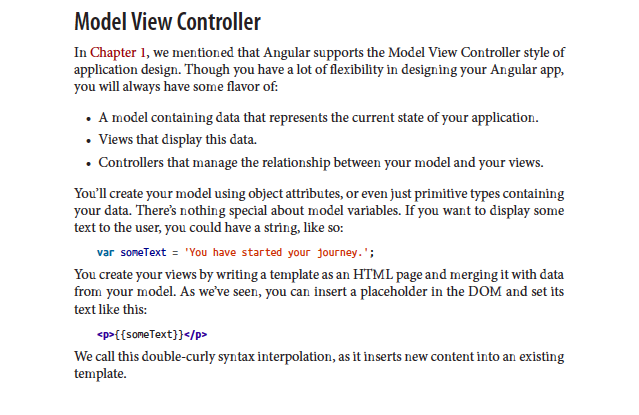 Model View Controller
In Chapter 1, we mentioned that Angular supports the Model View Controller style of
application design. Though you have a lot of flexibility in designing your Angular app,
you will always have some flavor of:
• A model containing data that represents the current state of your application.
• Views that display this data.
• Controllers that manage the relationship between your model and your views.
You’ll create your model using object attributes, or even just primitive types containing
your data. There’s nothing special about model variables. If you want to display some
text to the user, you could have a string, like so:
var someText = 'You have started your journey.';
You create your views by writing a template as an HTML page and merging it with data
from your model. As we’ve seen, you can insert a placeholder in the DOM and set its
text like this:
<p>{{someText}}</p>
We call this double-curly syntax interpolation, as it inserts new content into an existing
template.